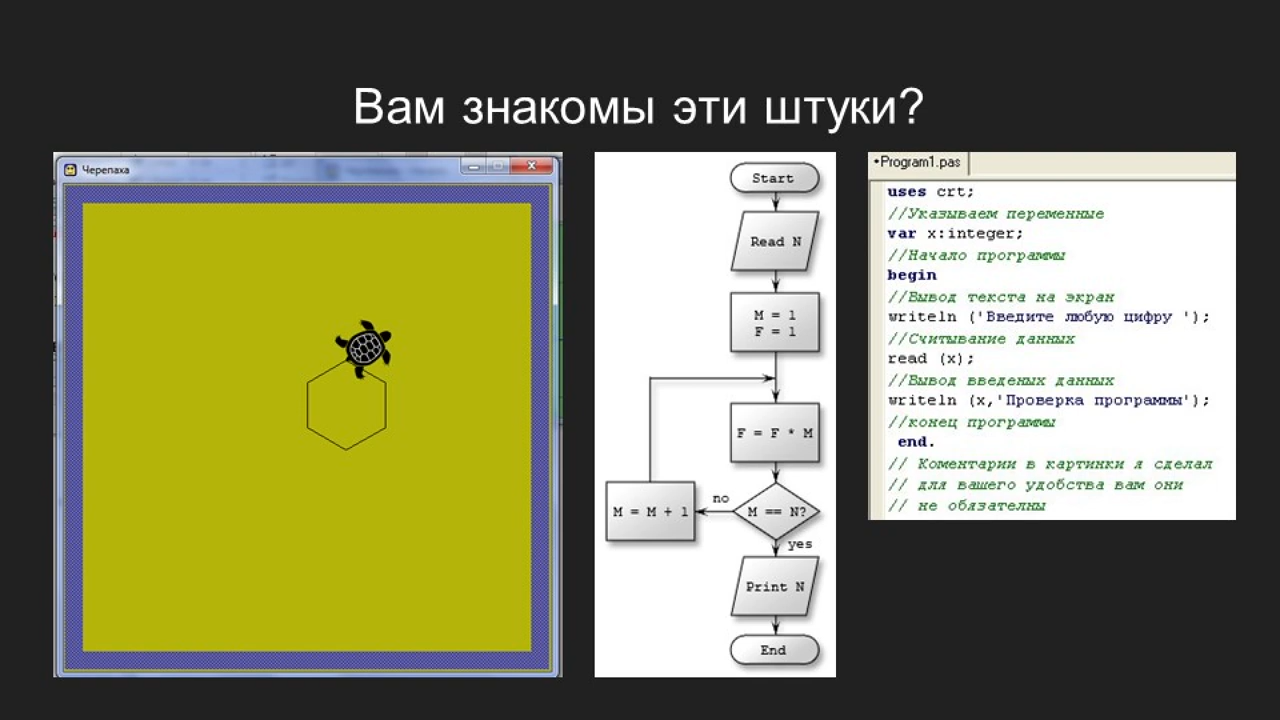 Вам знакомы эти штуки?
Черепаха
Start
Read N
M = 1
F = 1
F = F * M
M = M + 1
no
M == N?
yes
Print N
End
•Program1.pas
uses crt;
//Указываем переменные
var x:integer;
//Начало программы
begin
//Вывод текста на экран
writeln ('Введите любую цифру ');
//Считывание данных
read (x);
//Вывод введеных данных
writeln (x,'Проверка программы');
//конец программы
end.
// Коментарии в картинки я сделал
// для вашего удобства вам они
// не обязателны